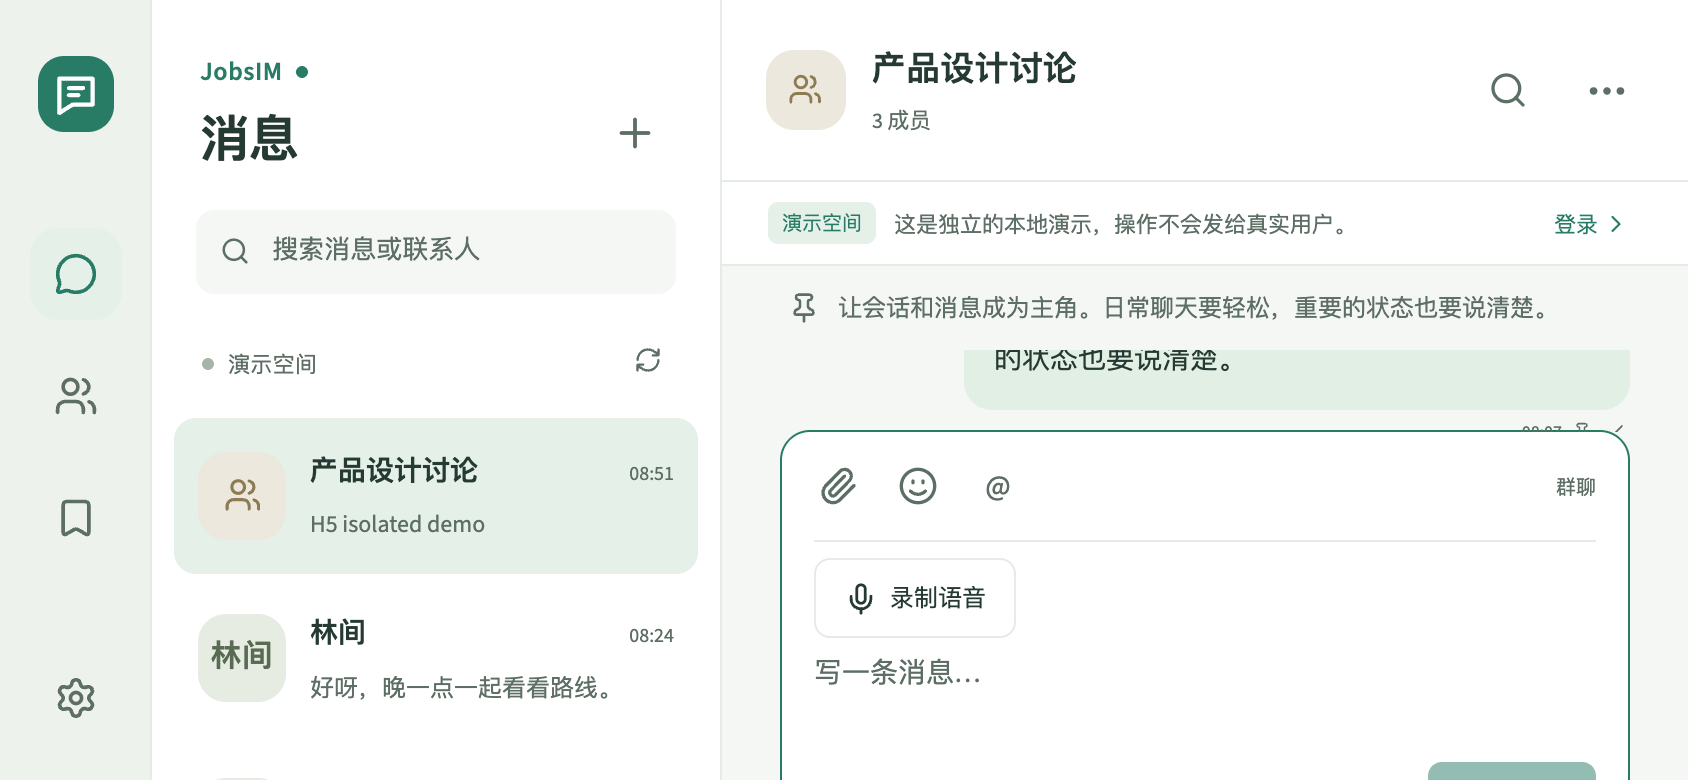 JobsIM
消息
搜索消息或联系人
演示空间
产品设计讨论
08:51
H5 isolated demo
林间
林间
08:24
好呀，晚一点一起看看路线。
产品设计讨论
3 成员
演示空间
这是独立的本地演示，操作不会发给真实用户。
登录
让会话和消息成为主角。日常聊天要轻松，重要的状态也要说清楚。
的状态也要说清楚。
@
群聊
录制语音
写一条消息...